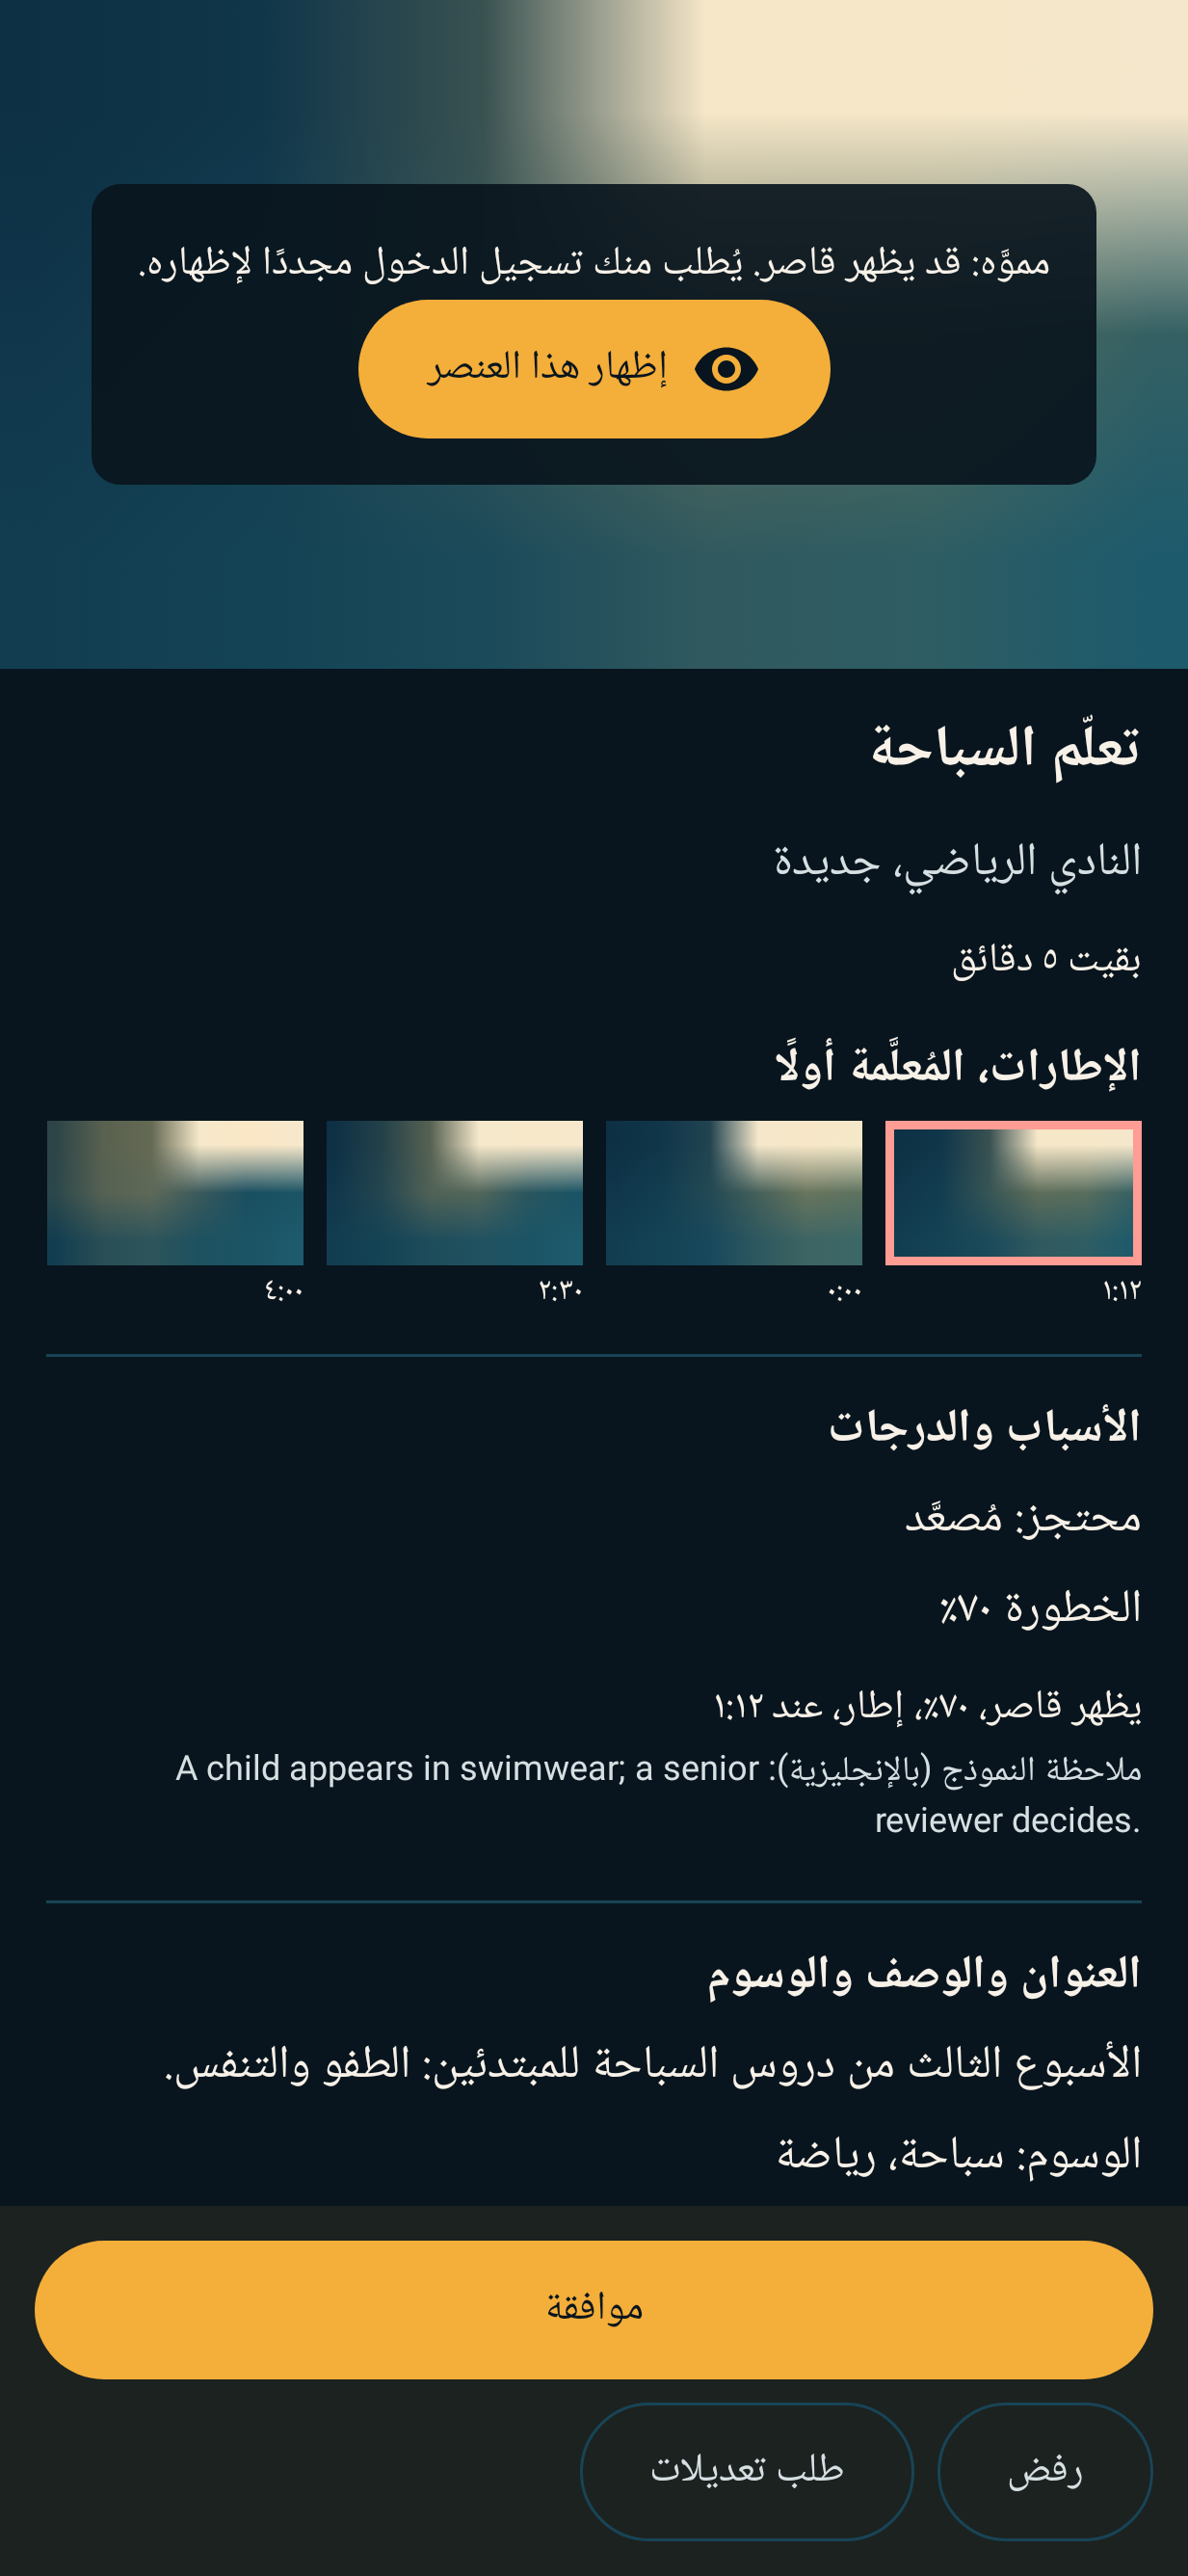 مموَّه: قد يظهر قاصر. يُطلب منك تسجيل الدخول مجددًا لإظهاره.
إظهار هذا العنصر
تعلّم السباحة
النادي الرياضي، جديدة
بقيت ٥ دقائق
الإطارات، المُعلَّمة أولًا
١:١٢
٠:٠٠
٢:٣٠
٤:٠٠
الأسباب والدرجات
محتجز: مُصعَّد
الخطورة ٧٠٪
يظهر قاصر، ٧٠٪، إطار، عند ١:١٢
ملاحظة النموذج (بالإنجليزية): A child appears in swimwear; a senior
reviewer decides.
العنوان والوصف والوسوم
الأسبوع الثالث من دروس السباحة للمبتدئين: الطفو والتنفس.
الوسوم: سباحة، رياضة
موافقة
رفض
طلب تعديلات